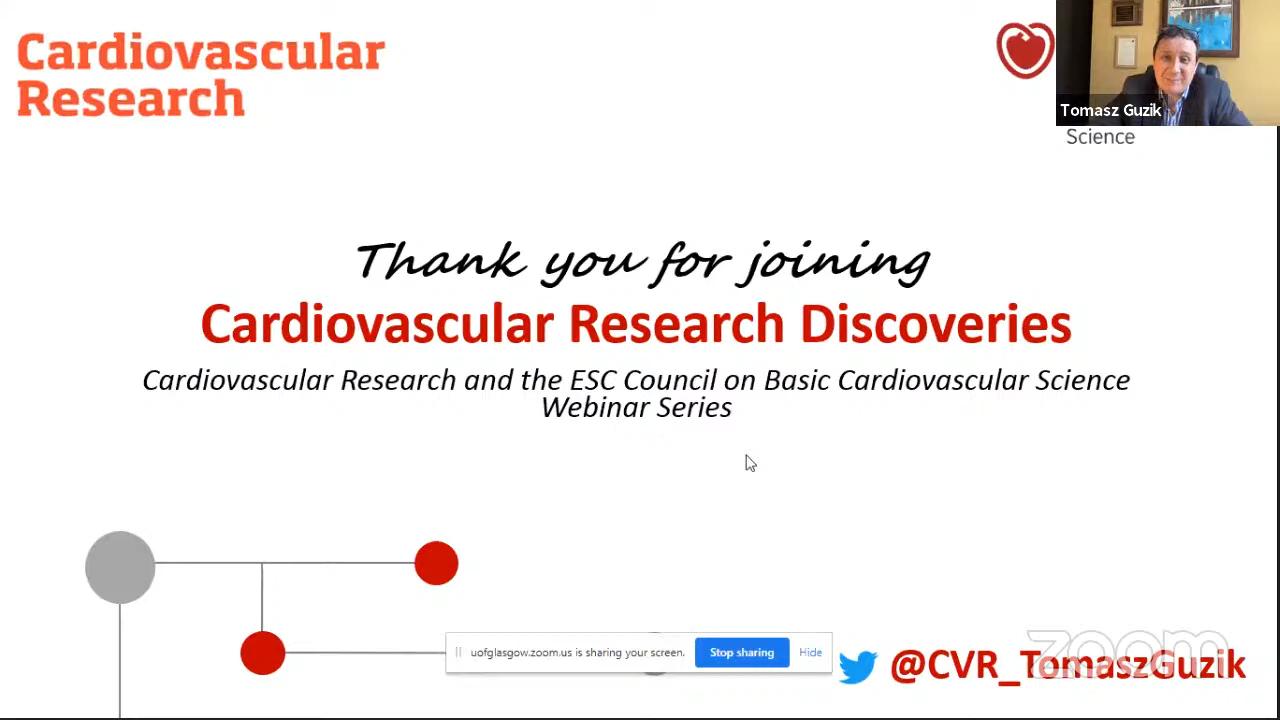 Cardiovascular
Research
Tomasz Guzik
Science
Thank you for joining
Cardiovascular Research Discoveries
Cardiovascular Research and the ESC Council on Basic Cardiovascular Science
Webinar Series
uofglasgow.zoom.us is sharing your screen.
Stop sharing
Hide
zoom
@CVR_TomaszGuzik